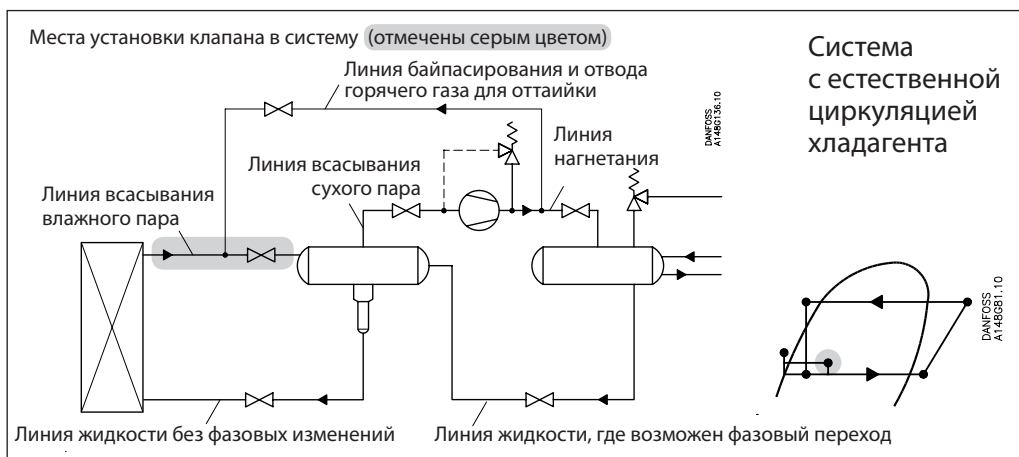 Места установки клапана в систему (отмечены серым цветом)
Система
с естественной
циркуляцией
хладагента
Линия байпасирования и отвода
горячего газа для оттаийки
DANFOSS
A148G136.10
Линия
нагнетания
Линия всасывания
сухого пара
Линия всасывания
влажного пара
DANFOSS
A148G81.10
Линия жидкости без фазовых изменений
Линия жидкости, где возможен фазовый переход